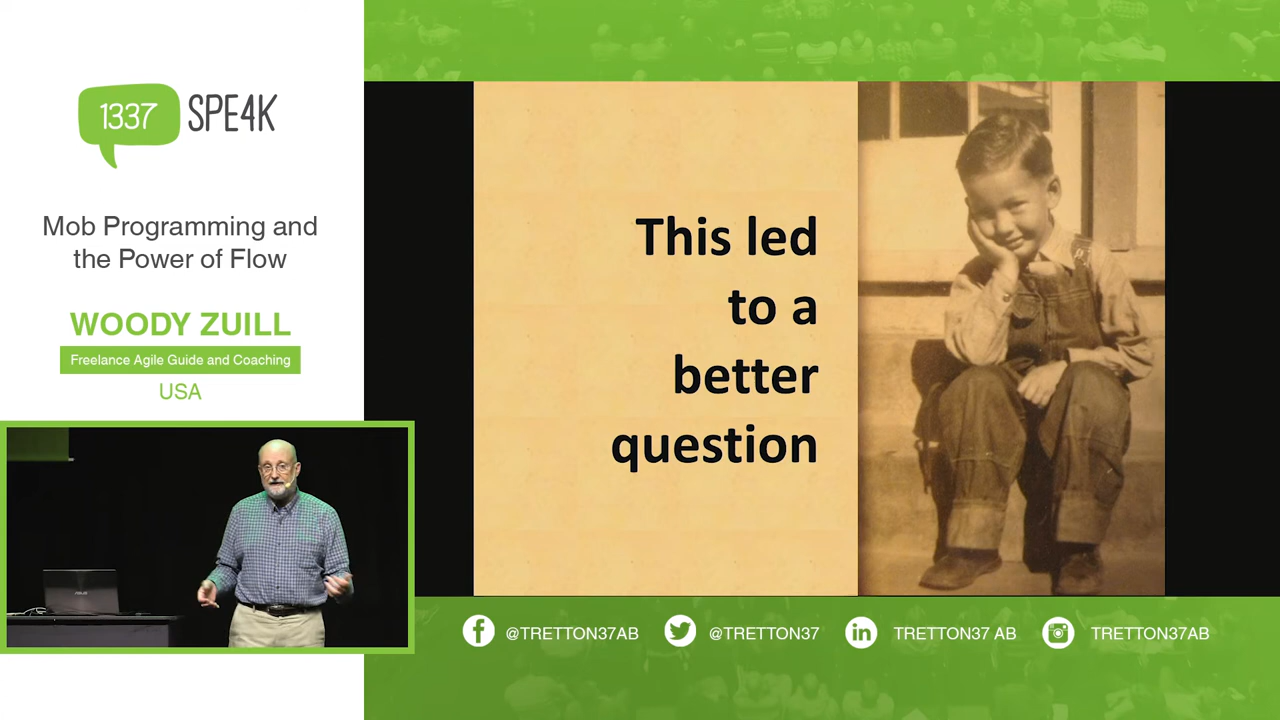 1337 SPE4K
Mob Programming and
the Power of Flow
WOODY ZUILL
Freelance Agile Guide and Coaching
USA
This led
to a
better
question
ASUS
@TRETTON37AB
@TRETTON37
TRETTON37 AB
TRETTON37AB